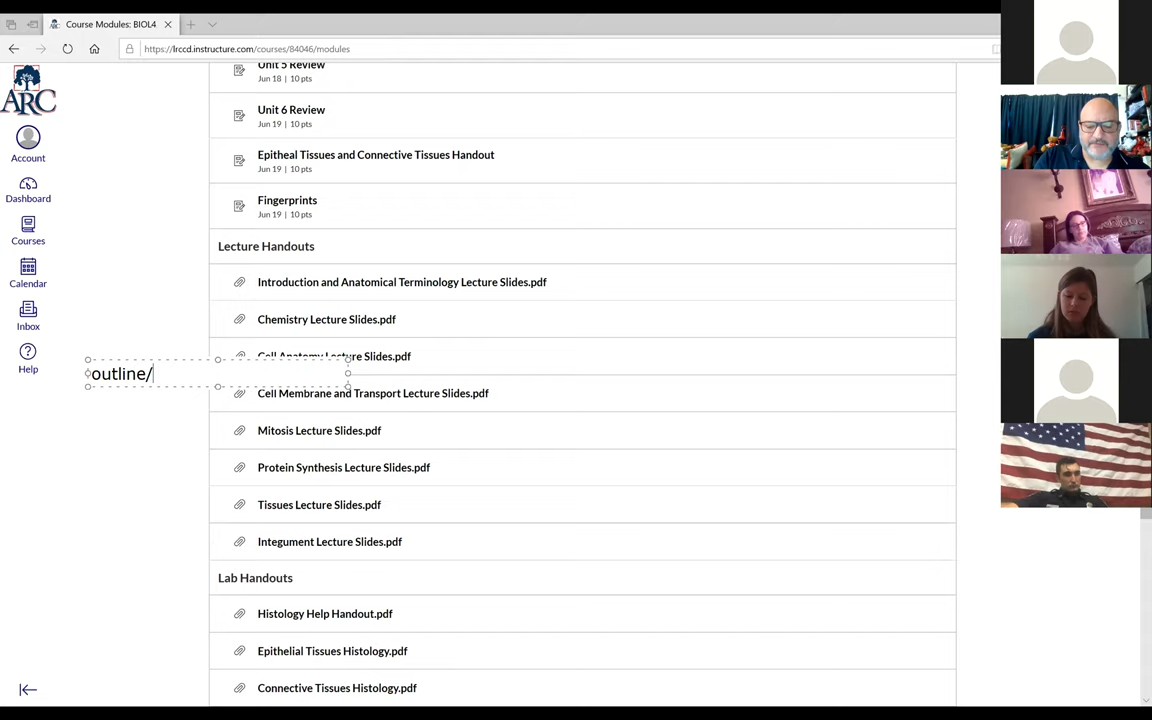 Course Modules: BIOL4
https://lrccd.instructure.com/courses/84046/modules
ARC
Account
Dashboard
Courses
Calendar
Inbox
Help
Unit 5 Review
Jun 18 | 10 pts
Unit 6 Review
Jun 19 | 10 pts
Epitheal Tissues and Connective Tissues Handout
Jun 19 | 10 pts
Fingerprints
Jun 19 | 10 pts
Lecture Handouts
Introduction and Anatomical Terminology Lecture Slides.pdf
Chemistry Lecture Slides.pdf
Cell Anatomy Lecture Slides.pdf
outline/
Cell Membrane and Transport Lecture Slides.pdf
Mitosis Lecture Slides.pdf
Protein Synthesis Lecture Slides.pdf
Tissues Lecture Slides.pdf
Integument Lecture Slides.pdf
Lab Handouts
Histology Help Handout.pdf
Epithelial Tissues Histology.pdf
Connective Tissues Histology.pdf